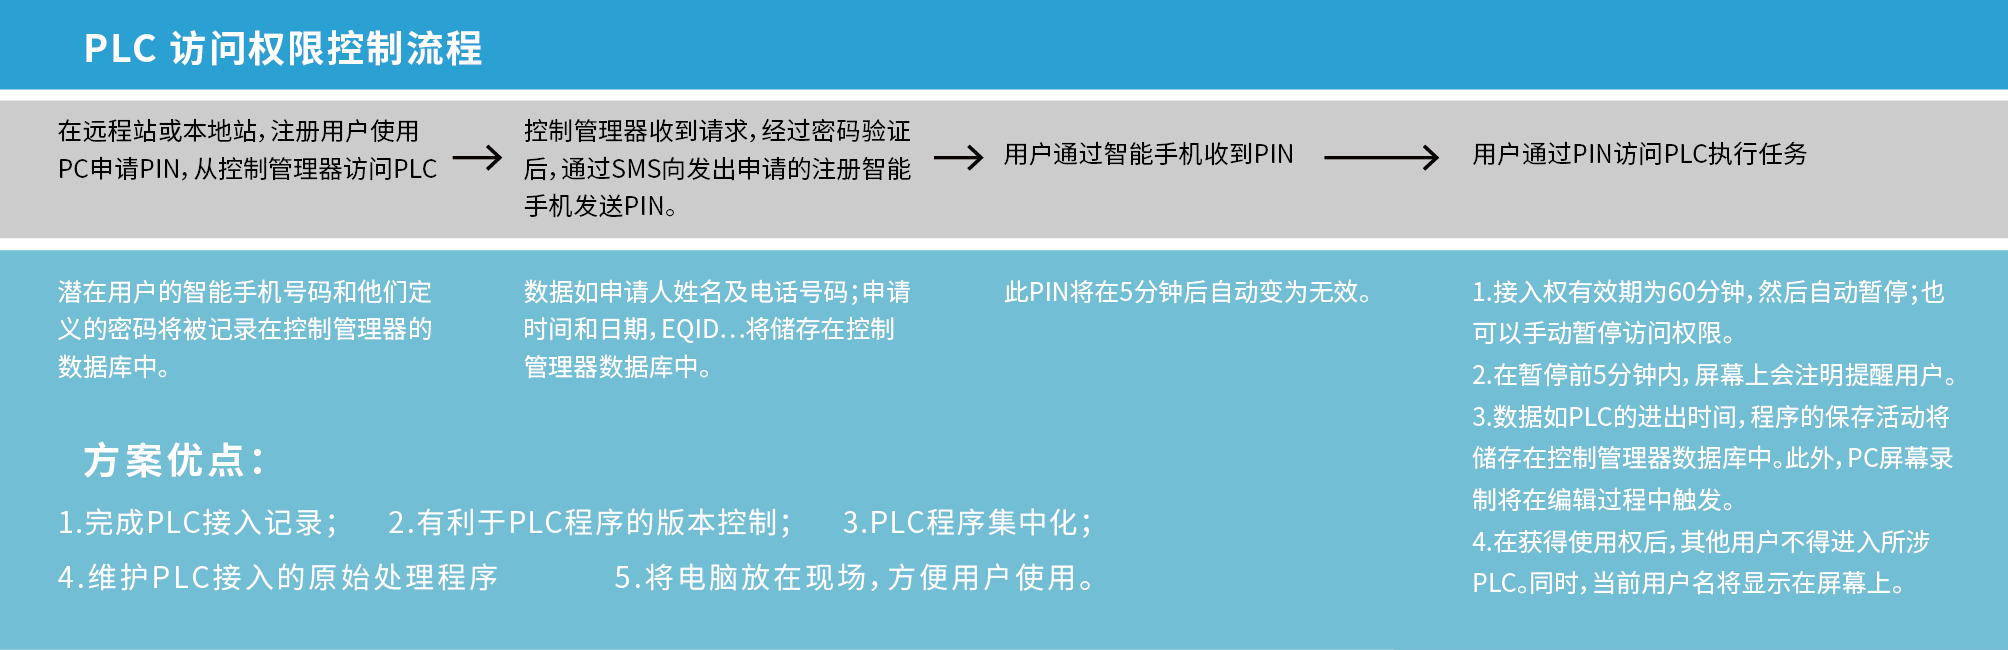 PLC 访问权限控制流程
在远程站或本地站，注册用户使用
PC申请PIN，从控制管理器访问PLC
控制管理器收到请求，经过密码验证
后，通过SMS向发出申请的注册智能
手机发送PIN。
用户通过智能手机收到PIN
用户通过PIN访问PLC执行任务
潜在用户的智能手机号码和他们定
义的密码将被记录在控制管理器的
数据库中。
数据如申请人姓名及电话号码；申请
时间和日期，EQID...将储存在控制
管理器数据库中。
此PIN将在5分钟后自动变为无效。
1.接入权有效期为60分钟，然后自动暂停；也
可以手动暂停访问权限。
2.在暂停前5分钟内，屏幕上会注明提醒用户。
3.数据如PLC的进出时间，程序的保存活动将
储存在控制管理器数据库中。此外，PC屏幕录
制将在编辑过程中触发。
4.在获得使用权后，其他用户不得进入所涉
PLC。同时，当前用户名将显示在屏幕上。
方案优点：
1.完成PLC接入记录； 2.有利于PLC程序的版本控制； 3.PLC程序集中化；
4.维护PLC接入的原始处理程序 5.将电脑放在现场，方便用户使用。